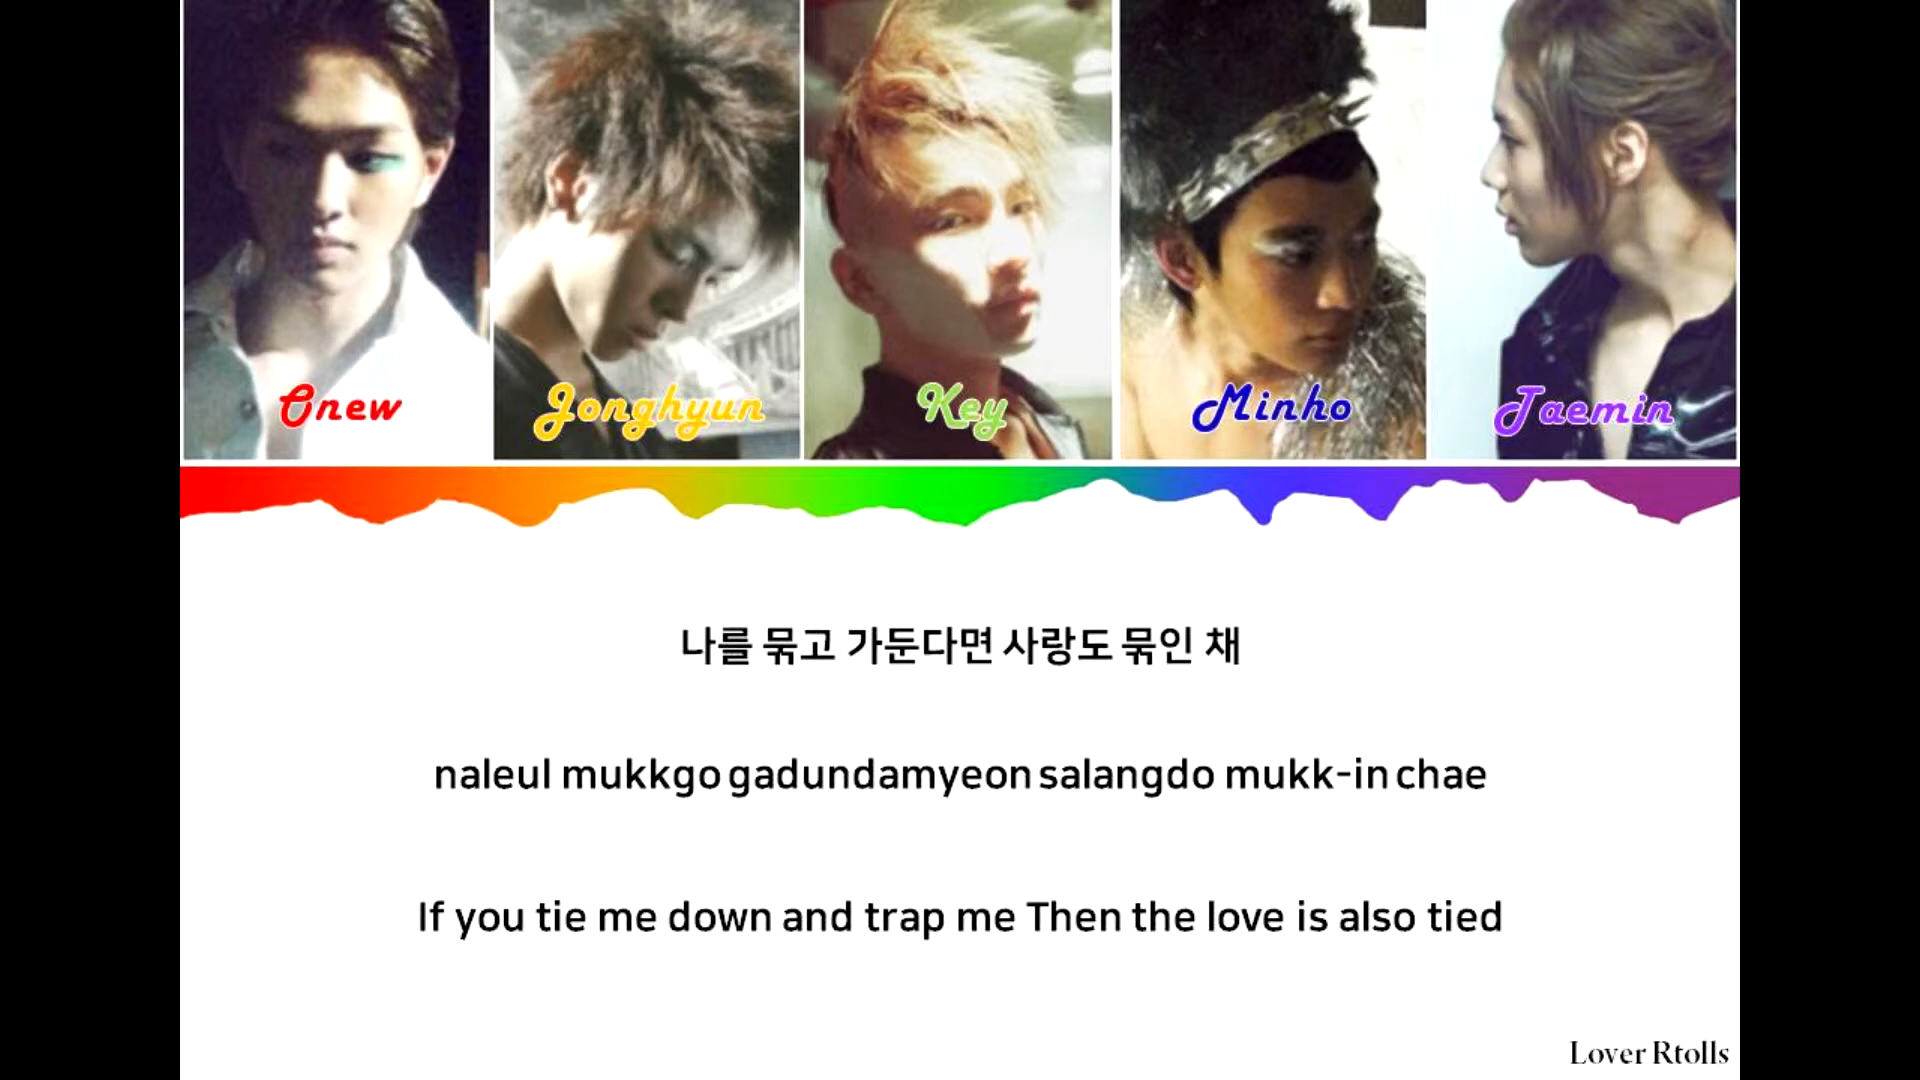 Onew
Jonghyun
Key
Minho
Taemin
나를 묶고 가둔다면 사랑도 묶인 채
naleul mukkgo gadundamyeon salangdo mukk-in chae
If you tie me down and trap me Then the love is also tied
Lover Rtolls